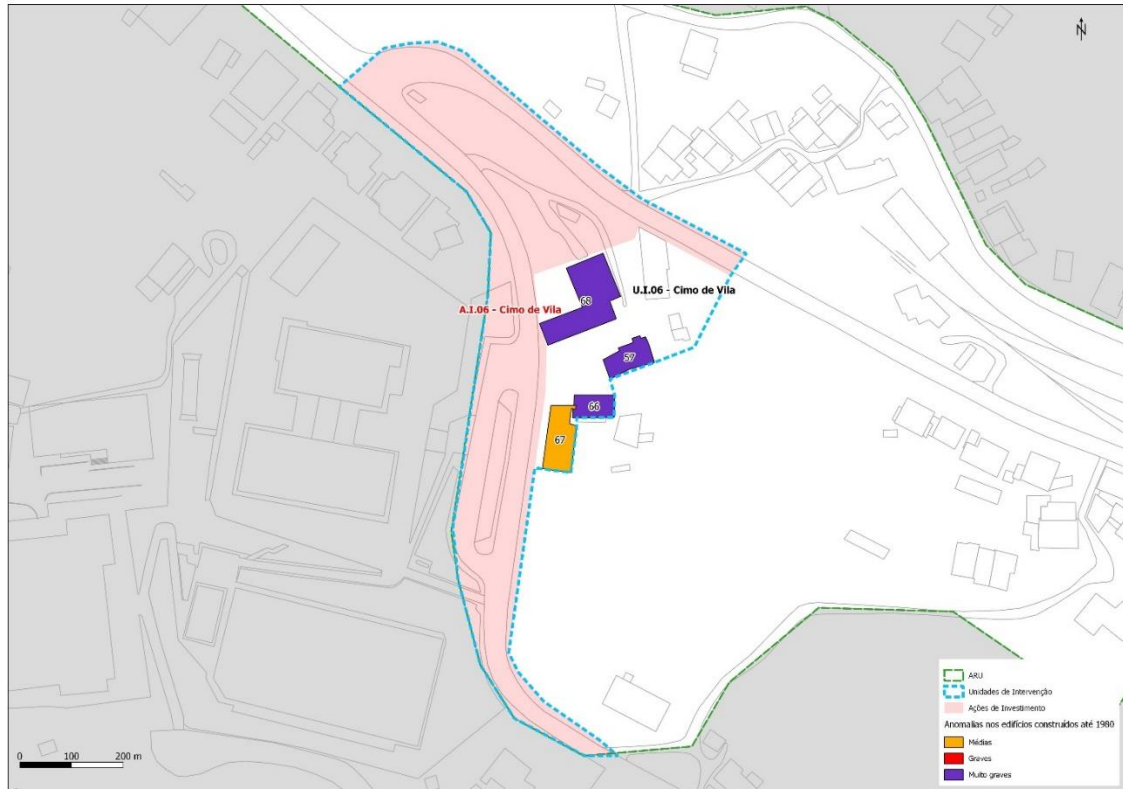 N
U.I.06 - Cimo de Vila
68
A.I.06 - Cimo de Vila
57
66
67
ARU
Unidades de Intervenção
Ações de Investimento
Anomalias nos edifícios construídos até 1980
Médias
Graves
Muito graves
0 100 200 m